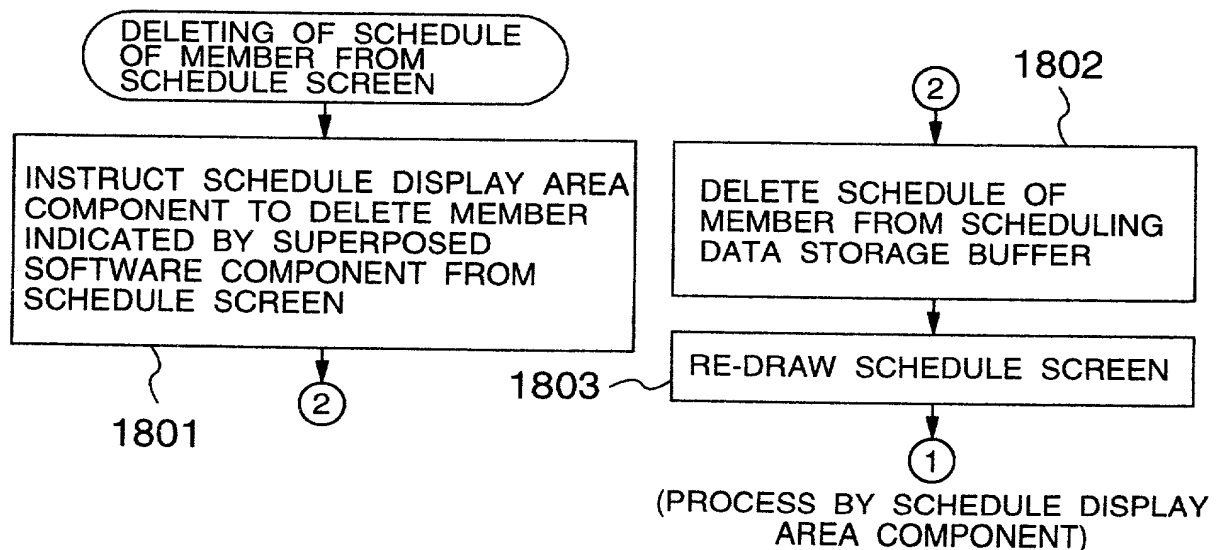 DELETING OF SCHEDULE
OF MEMBER FROM
SCHEDULE SCREEN
INSTRUCT SCHEDULE DISPLAY AREA
COMPONENT TO DELETE MEMBER
INDICATED BY SUPERPOSED
SOFTWARE COMPONENT FROM
SCHEDULE SCREEN
1801
2
2
1802
DELETE SCHEDULE OF
MEMBER FROM SCHEDULING
DATA STORAGE BUFFER
1803
RE-DRAW SCHEDULE SCREEN
1
(PROCESS BY SCHEDULE DISPLAY
AREA COMPONENT)